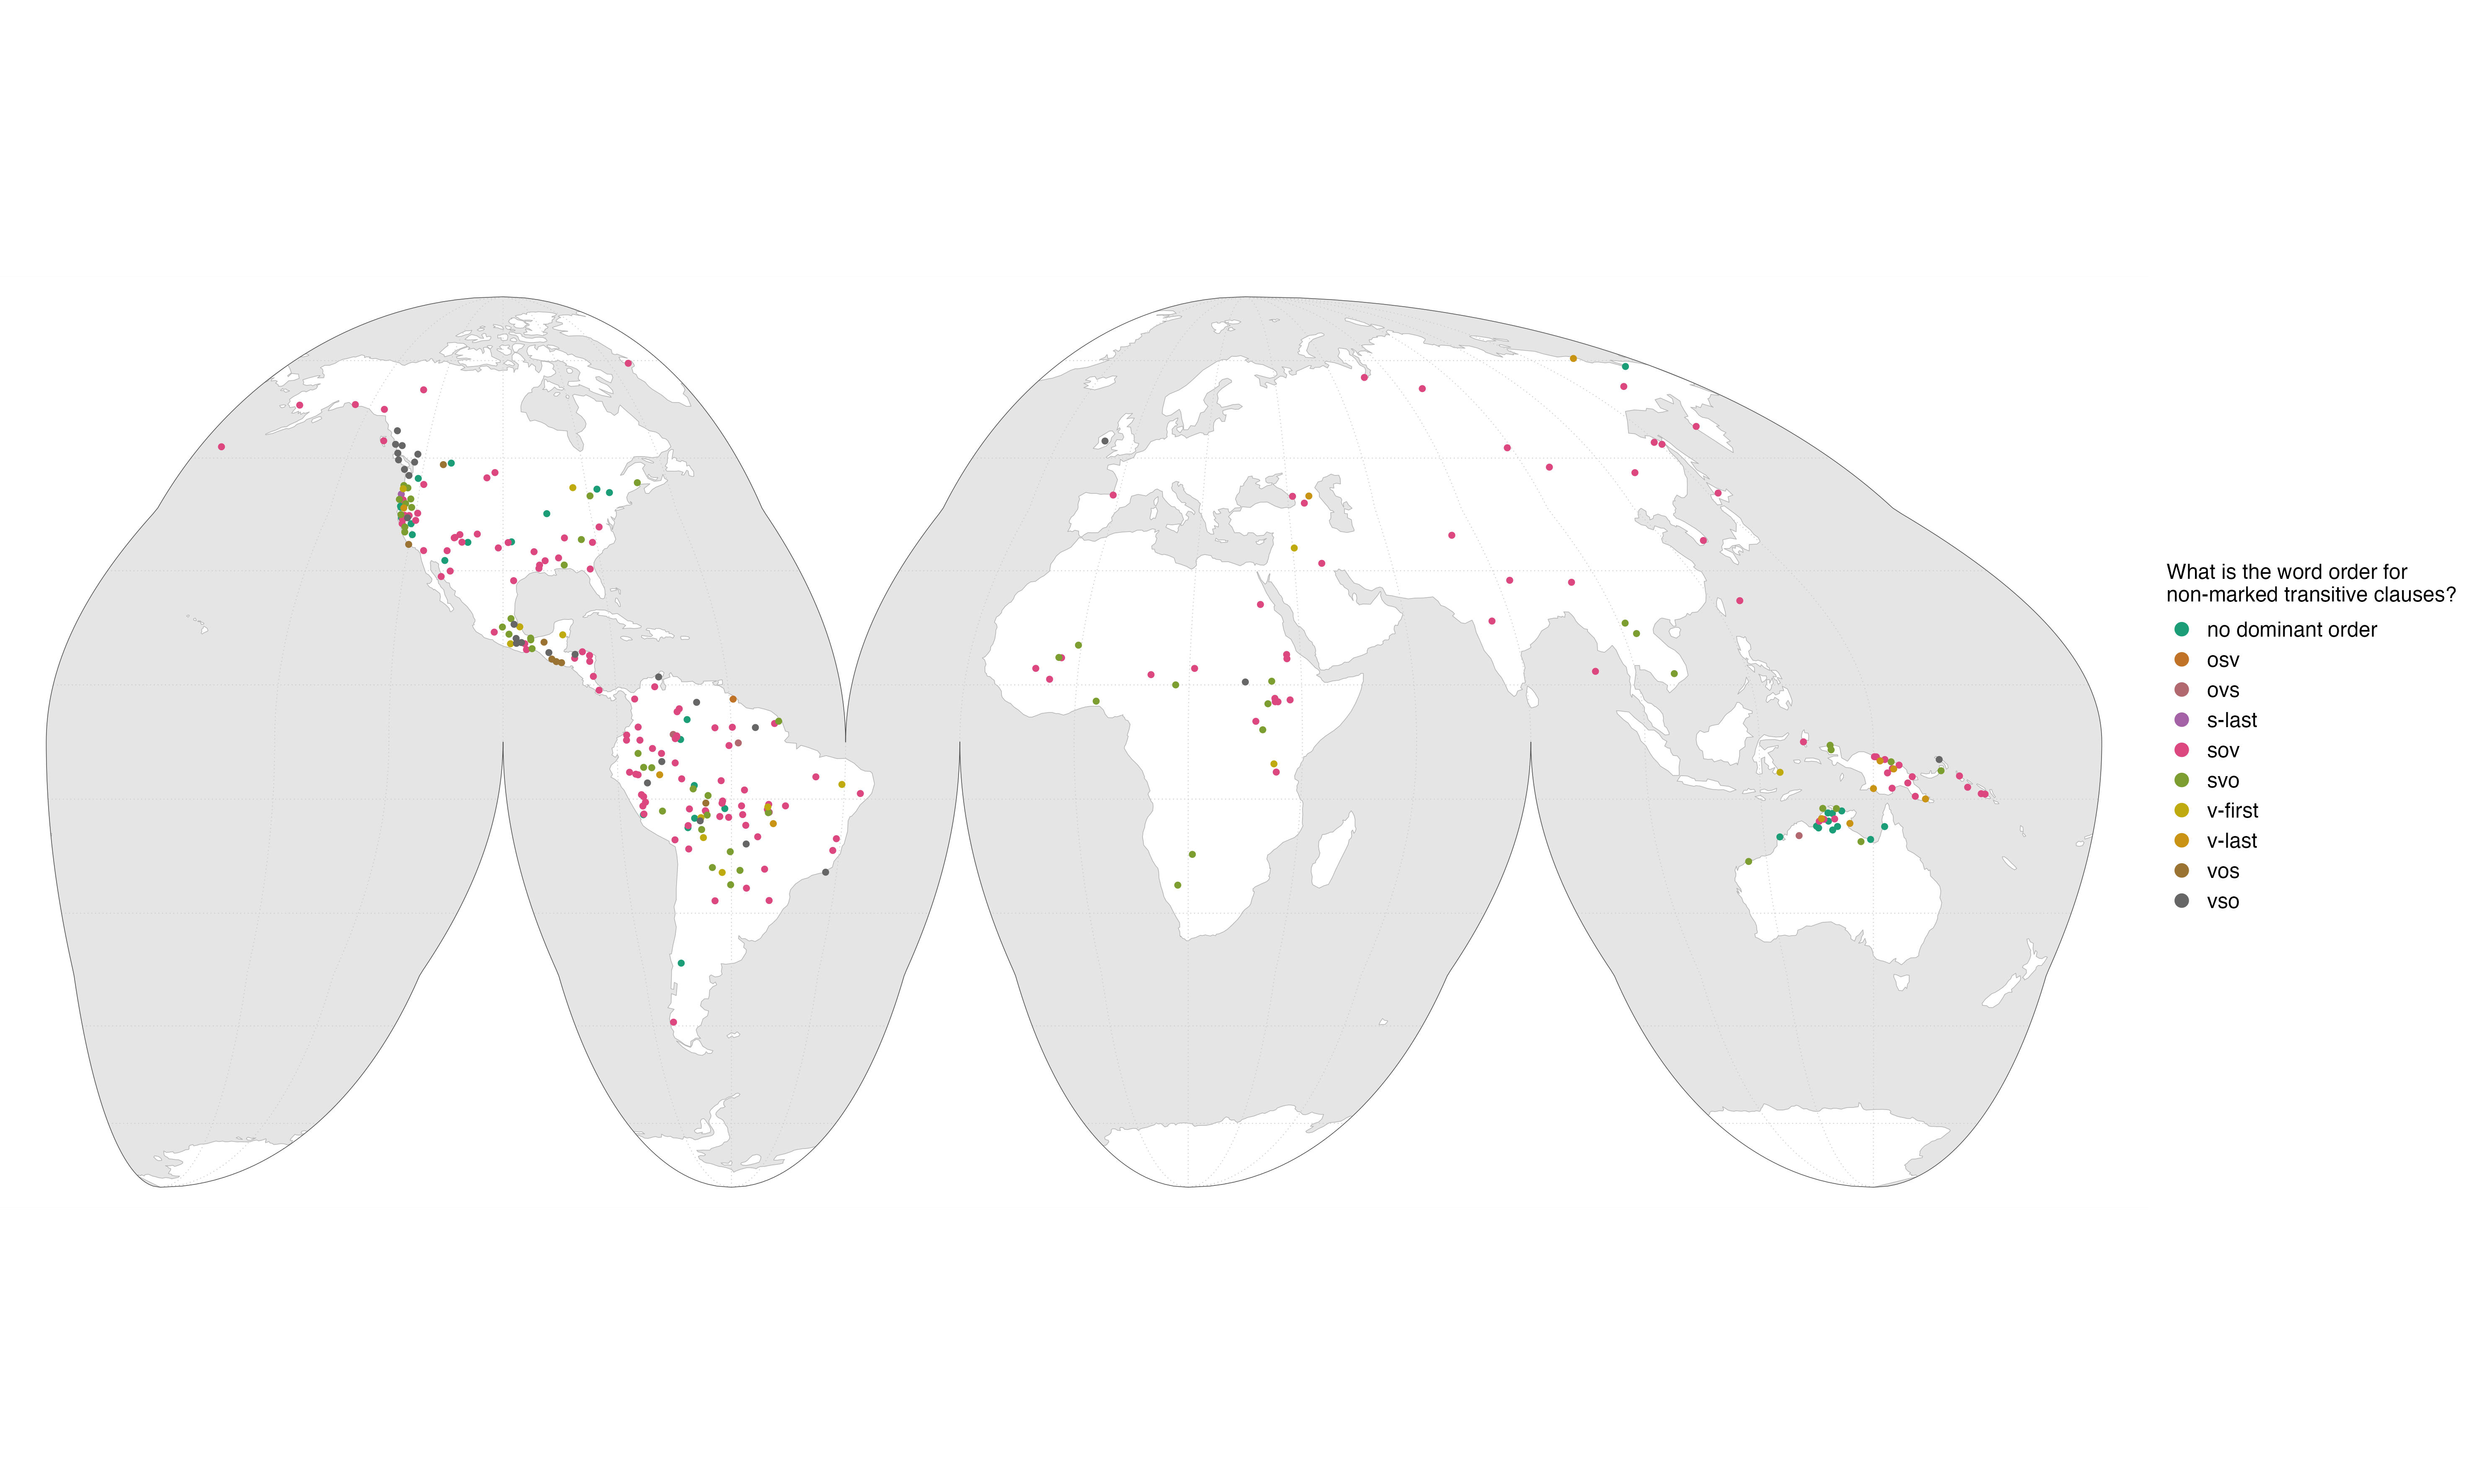 What is the word order for
non-marked transitive clauses?
no dominant order
osv
ovs
s-last
sov
svo
v-first
v-last
vos
vso